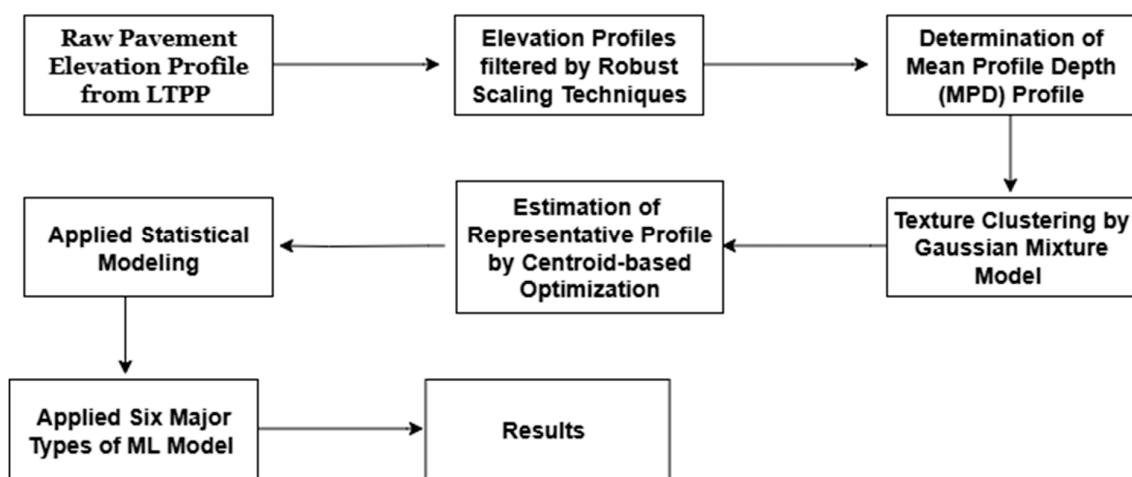 Raw Pavement
Elevation Profile
from LTPP
Elevation Profiles
filtered by Robust
Scaling Techniques
Determination of
Mean Profile Depth
(MPD) Profile
Texture Clustering by
Gaussian Mixture
Model
Estimation of
Representative Profile
by Centroid-based
Optimization
Applied Statistical
Modeling
Applied Six Major
Types of ML Model
Results